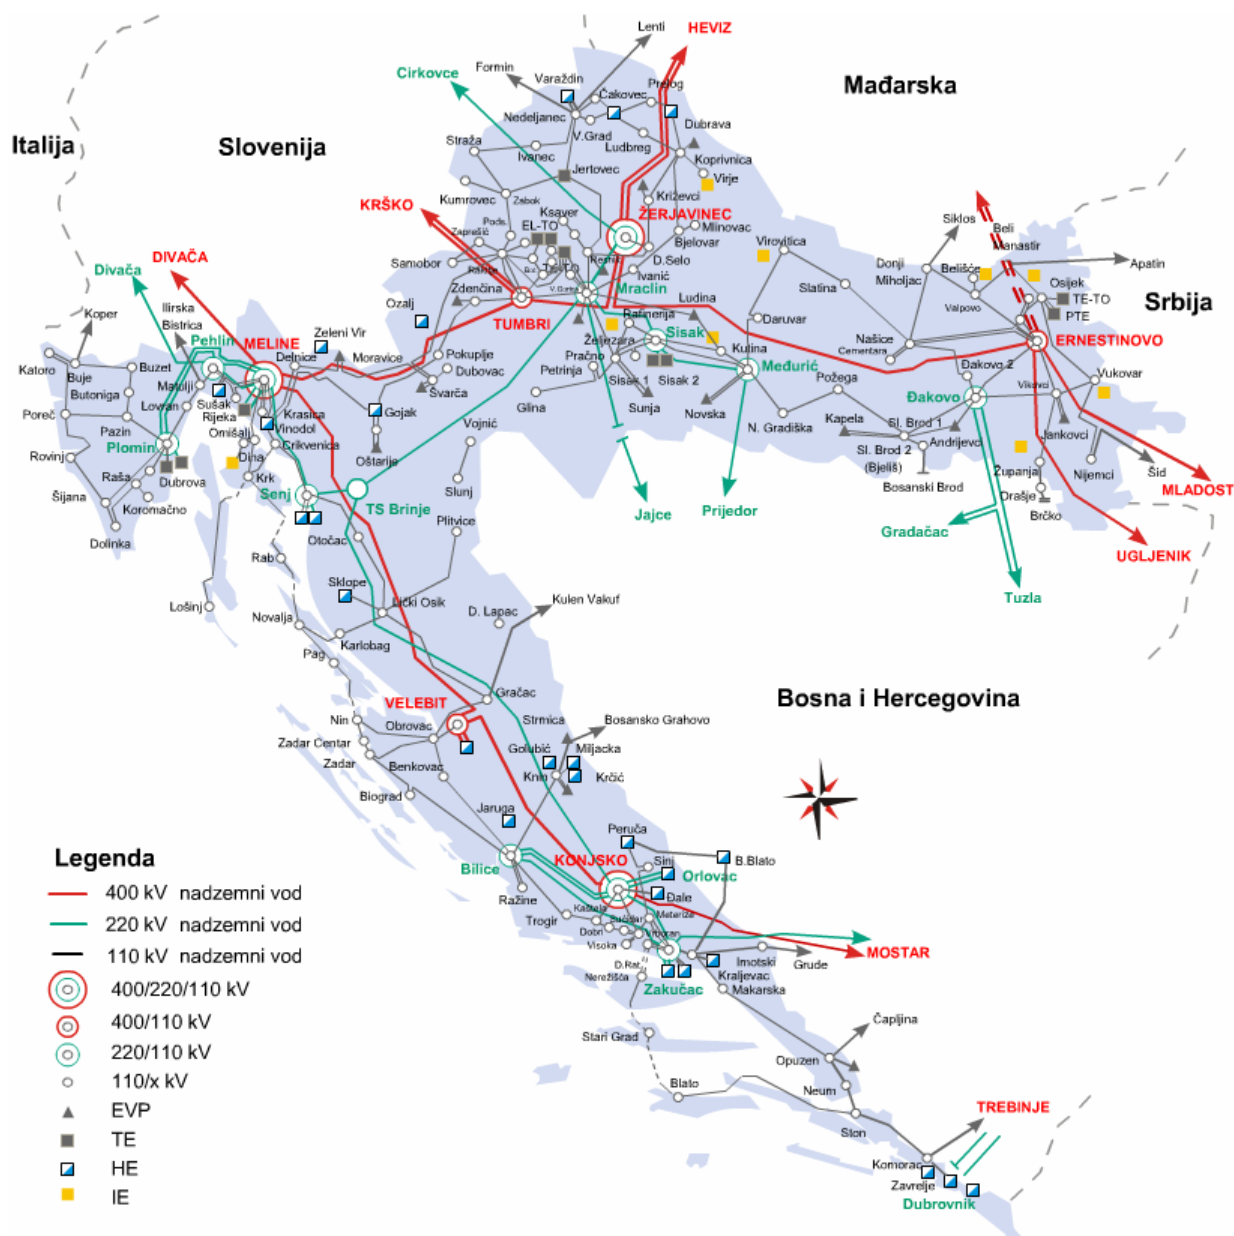 Lenti
HEVIZ
Formin
Cirkovce
Varaždin
Prelog
Mađarska
Čakovec
Nedeljanec
Dubrava
Italija
Slovenija
Straža
V.Grad
Ludbreg
Ivanec
Koprivnica
Jertovec
Virje
Kumrovec
Križevci
Zabok
KRŠKO
Ksaver
ŽERJAVINEC
Siklos
Beli
Manastir
Pods.
EL-TO
Mlinovac
Zaprešić
Bjelovar
Virovitica
DIVAČA
Samobor
Resnik
D.Selo
Donji
Miholjac
Belišće
Apatin
Divača
Rakitje
Ivanić
Osijek
Slatina
Zdenčina
V.Gorica
Mraclin
Valpovo
TE-TO
Srbija
Ilirska
Bistrica
Ozalj
Ludina
PTE
Koper
TUMBRI
Rafinerija
Daruvar
Zeleni Vir
Željezara
Sisak
Našice
ERNESTINOVO
Pehlin
MELINE
Pračno
Kutina
Cementara
Delnice
Moravice
Pokuplje
Petrinja
Međurić
Đakovo 2
Katoro
Buje
Buzet
Matulji
Dubovac
Sisak 1
Sisak 2
Požega
Vinkovci
Vukovar
Butoniga
Sušak
Švarča
Đakovo
Lovran
Rijeka
Krasica
Gojak
Glina
Sunja
Novska
Kapela
Poreč
Vinodol
N. Gradiška
Sl. Brod 1
Pazin
Omišalj
Vojnić
Andrijevci
Jankovci
Plomin
Crikvenica
Sl. Brod 2
(Bjeliš)
Rovinj
Dina
Oštarije
Županja
Nijemci
Šid
Raša
Dubrova
Krk
Slunj
Bosanski Brod
MLADOST
Šijana
Senj
Drašje
Koromačno
TS Brinje
Jajce
Prijedor
Brčko
Plitvice
Gradačac
Dolinka
Otočac
UGLJENIK
Rab
Sklope
Tuzla
Lošinj
Lički Osik
Kulen Vakuf
Novalja
D. Lapac
Karlobag
Pag
Gračac
Bosna i Hercegovina
VELEBIT
Nin
Obrovac
Strmica
Bosansko Grahovo
Zadar Centar
Golubić
Miljacka
Zadar
Benkovac
Knin
Krčić
Biograd
Jaruga
Peruča
Legenda
Bilice
KONJSKO
Sinj
B.Blato
Orlovac
400 kV nadzemni vod
Ražine
Đale
Kaštela
220 kV nadzemni vod
Trogir
Sućidar
Meterize
Dobri
Vrboran
110 kV nadzemni vod
Visoka
Imotski
MOSTAR
D.Rat
Grude
Nerežišća
Kraljevac
400/220/110 kV
Zakučac
Makarska
400/110 kV
Čapljina
Stari Grad
220/110 kV
Opuzen
110/x kV
Blato
Neum
EVP
TREBINJE
Ston
TE
Komorac
HE
Zavrelje
IE
Dubrovnik